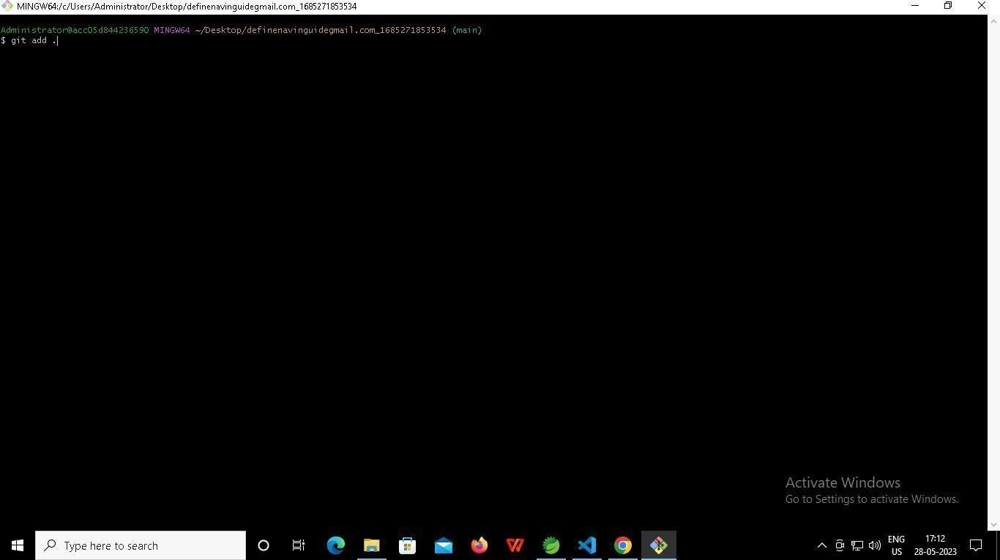 MINGW64:/c/Users/Administrator/Desktop/definenavinguidegmail.com_1685271853534
Administrator@acc05d844236590 MINGW64 ~/Desktop/definenavinguidegmail.com_1685271853534 (main)
$ git add .
Activate Windows
Go to Settings to activate Windows.
Type here to search
ENG
US
17:12
28-05-2023